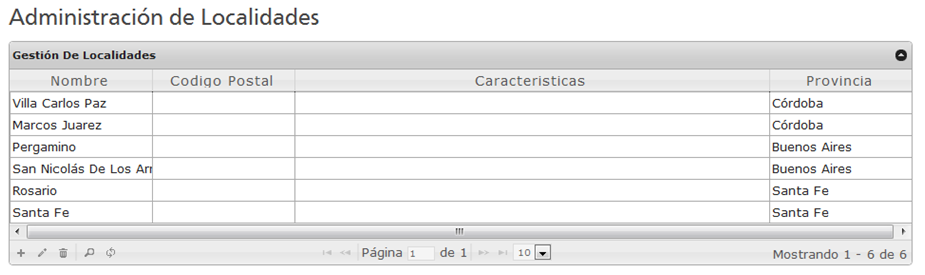 Administración de Localidades
Gestión De Localidades
Nombre Codigo Postal Caracteristicas Provincia
Villa Carlos Paz Córdoba
Marcos Juarez Córdoba
Pergamino Buenos Aires
San Nicolás De Los Arr Buenos Aires
Rosario Santa Fe
Santa Fe Santa Fe
Página 1 de 1 10 Mostrando 1 - 6 de 6